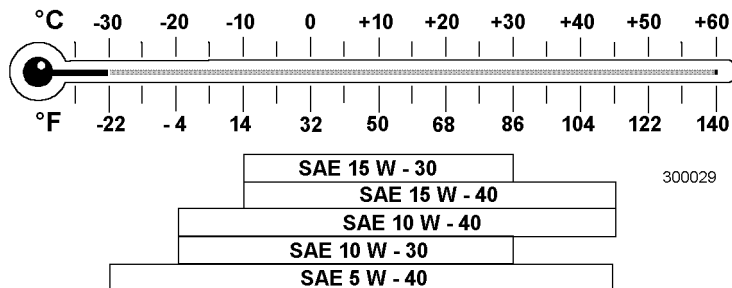 °C -30 -20 -10 0 +10 +20 +30 +40 +50 +60
°F -22 - 4 14 32 50 68 86 104 122 140
SAE 15 W - 30
300029
SAE 15 W - 40
SAE 10 W - 40
SAE 10 W - 30
SAE 5 W - 40